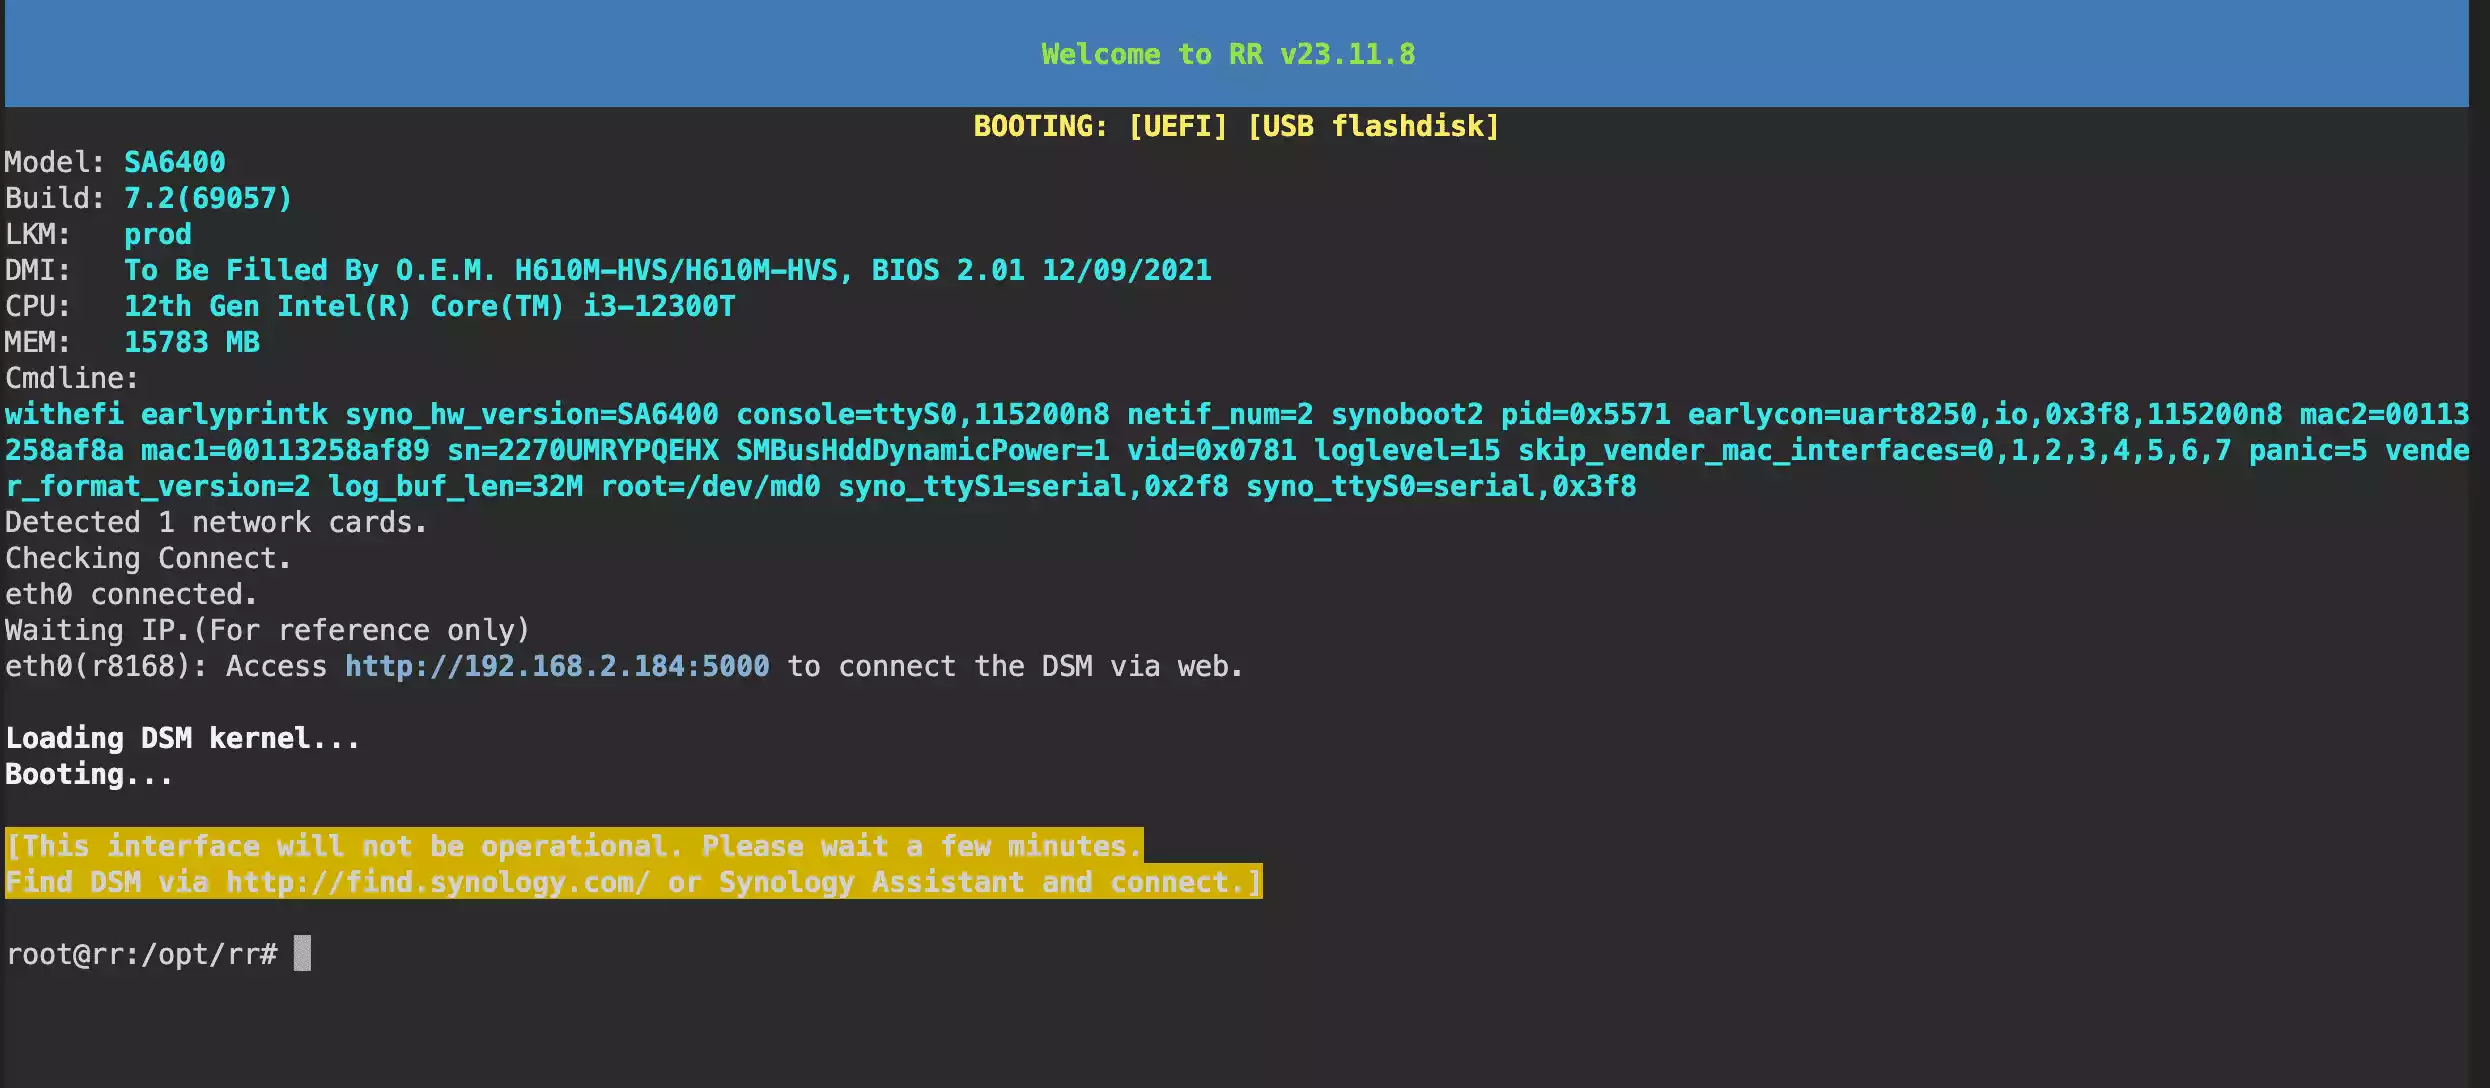 Welcome to RR v23.11.8
BOOTING: [UEFI] [USB flashdisk]
Model: SA6400
Build: 7.2(69057)
LKM:   prod
DMI:   To Be Filled By O.E.M. H610M-HVS/H610M-HVS, BIOS 2.01 12/09/2021
CPU:   12th Gen Intel(R) Core(TM) i3-12300T
MEM:   15783 MB
Cmdline:
withefi earlyprintk syno_hw_version=SA6400 console=ttyS0,115200n8 netif_num=2 synoboot2 pid=0x5571 earlycon=uart8250,io,0x3f8,115200n8 mac2=00113
258af8a mac1=00113258af89 sn=2270UMRYPQEHX SMBusHddDynamicPower=1 vid=0x0781 loglevel=15 skip_vender_mac_interfaces=0,1,2,3,4,5,6,7 panic=5 vende
r_format_version=2 log_buf_len=32M root=/dev/md0 syno_ttyS1=serial,0x2f8 syno_ttyS0=serial,0x3f8
Detected 1 network cards.
Checking Connect.
eth0 connected.
Waiting IP.(For reference only)
eth0(r8168): Access http://192.168.2.184:5000 to connect the DSM via web.
Loading DSM kernel...
Booting...
[This interface will not be operational. Please wait a few minutes.
Find DSM via http://find.synology.com/ or Synology Assistant and connect.]
root@rr:/opt/rr#